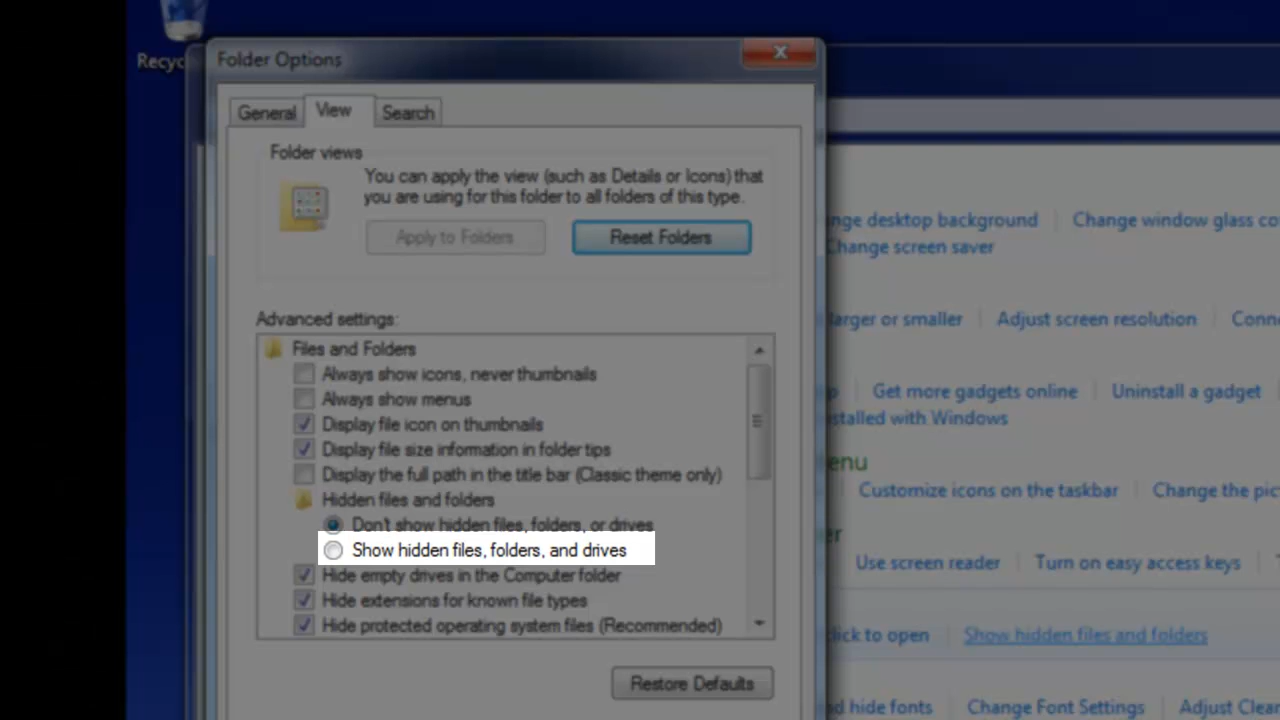 Recyc
Folder Options
General
View
Search
Folder views
You can apply the view (such as Details or Icons) that
you are using for this folder to all folders of this type.
Apply to Folders
Reset Folders
Advanced settings:
Files and Folders
Always show icons, never thumbnails
Always show menus
Display file icon on thumbnails
Display file size information in folder tips
Display the full path in the title bar (Classic theme only)
Hidden files and folders
Don't show hidden files, folders, or drives
Show hidden files, folders, and drives
Hide empty drives in the Computer folder
Hide extensions for known file types
Hide protected operating system files (Recommended)
Restore Defaults
nge desktop background
Change window glass co
Change screen saver
larger or smaller
Adjust screen resolution
Conne
p
Get more gadgets online
Uninstall a gadget
nstalled with Windows
enu
Customize icons on the taskbar
Change the pic
er
Use screen reader
Turn on easy access keys
click to open
Show hidden files and folders
nd hide fonts
Change Font Settings
Adjust Clear